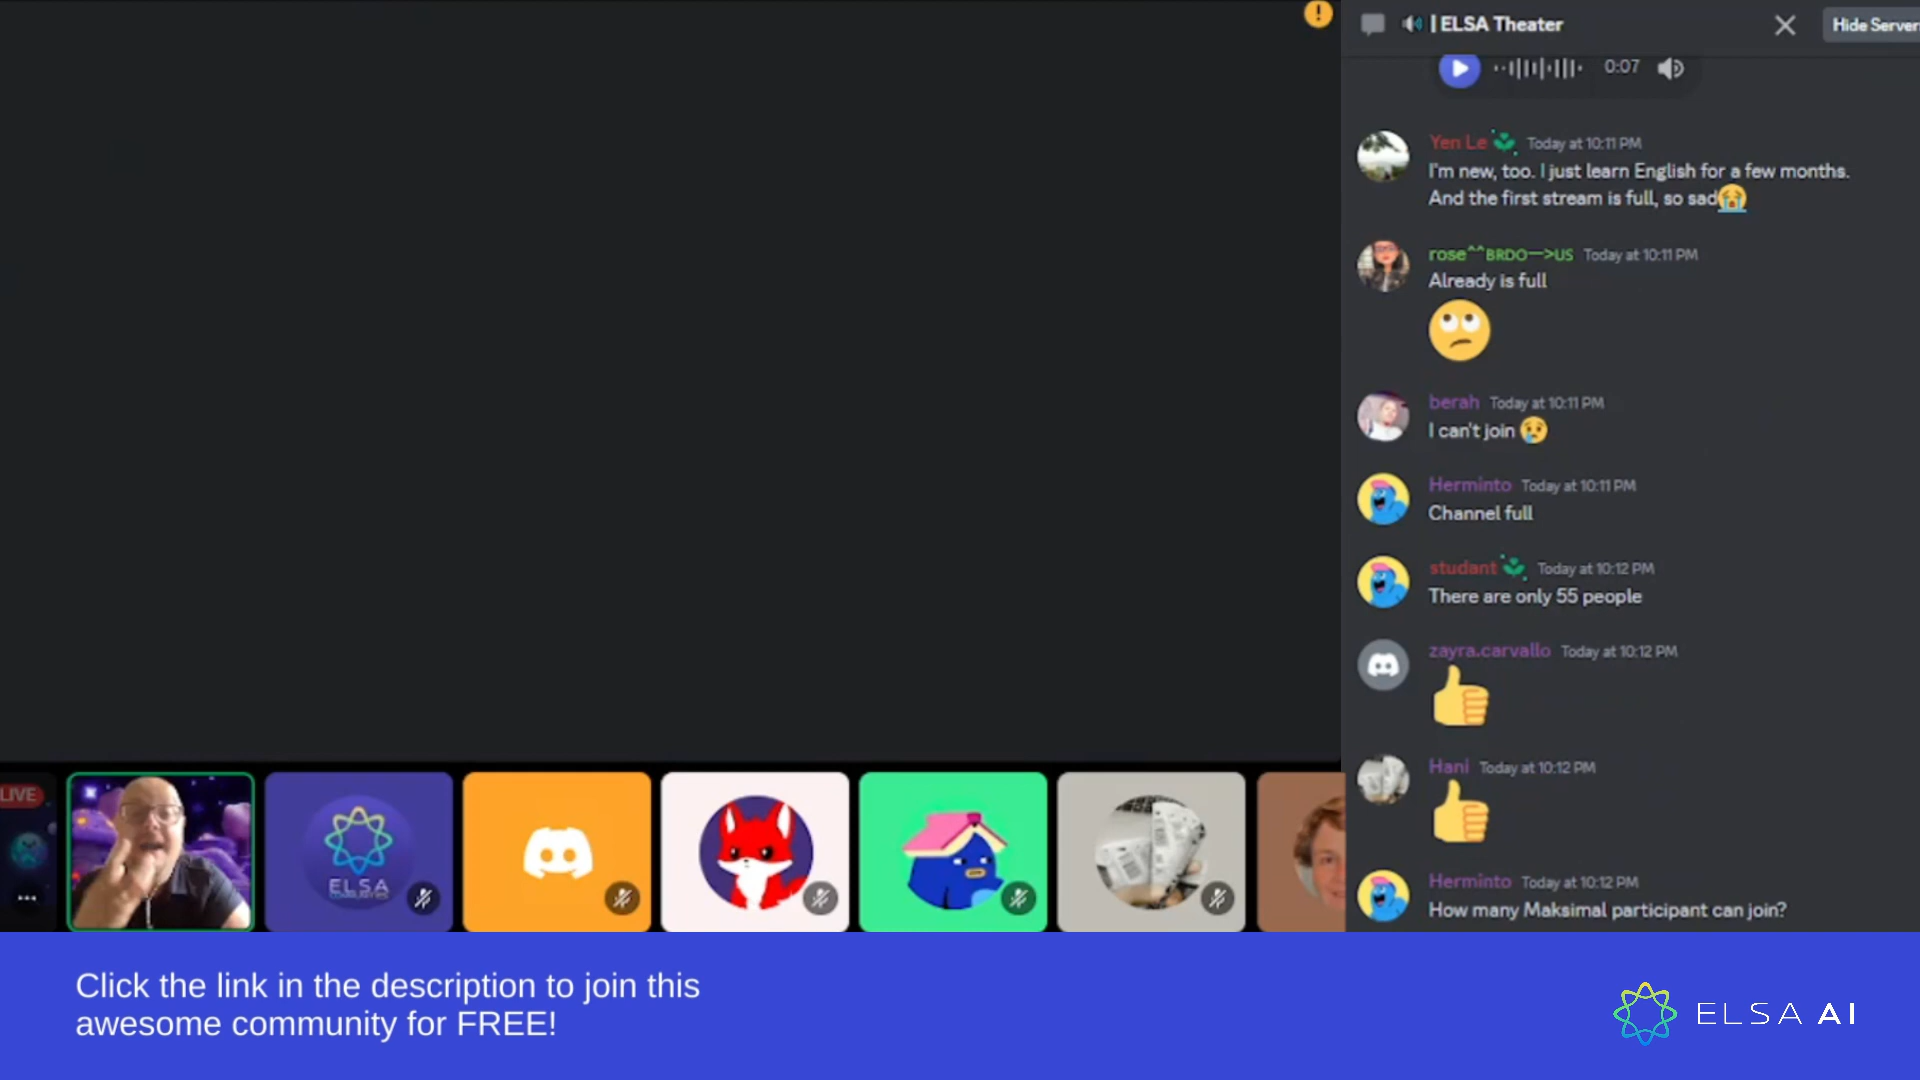 | ELSA Theater
Hide Server
0:07
Yen Le Today at 10:11 PM
I'm new, too. I just learn English for a few months.
And the first stream is full, so sad
rose^^BRDO—>US Today at 10:11 PM
Already is full
berah Today at 10:11 PM
I can't join
Herminto Today at 10:11 PM
Channel full
studant Today at 10:12 PM
There are only 55 people
zayra.carvallo Today at 10:12 PM
Hani Today at 10:12 PM
Herminto Today at 10:12 PM
How many Maksimal participant can join?
LIVE
ELSA
Click the link in the description to join this
awesome community for FREE!
ELSA AI